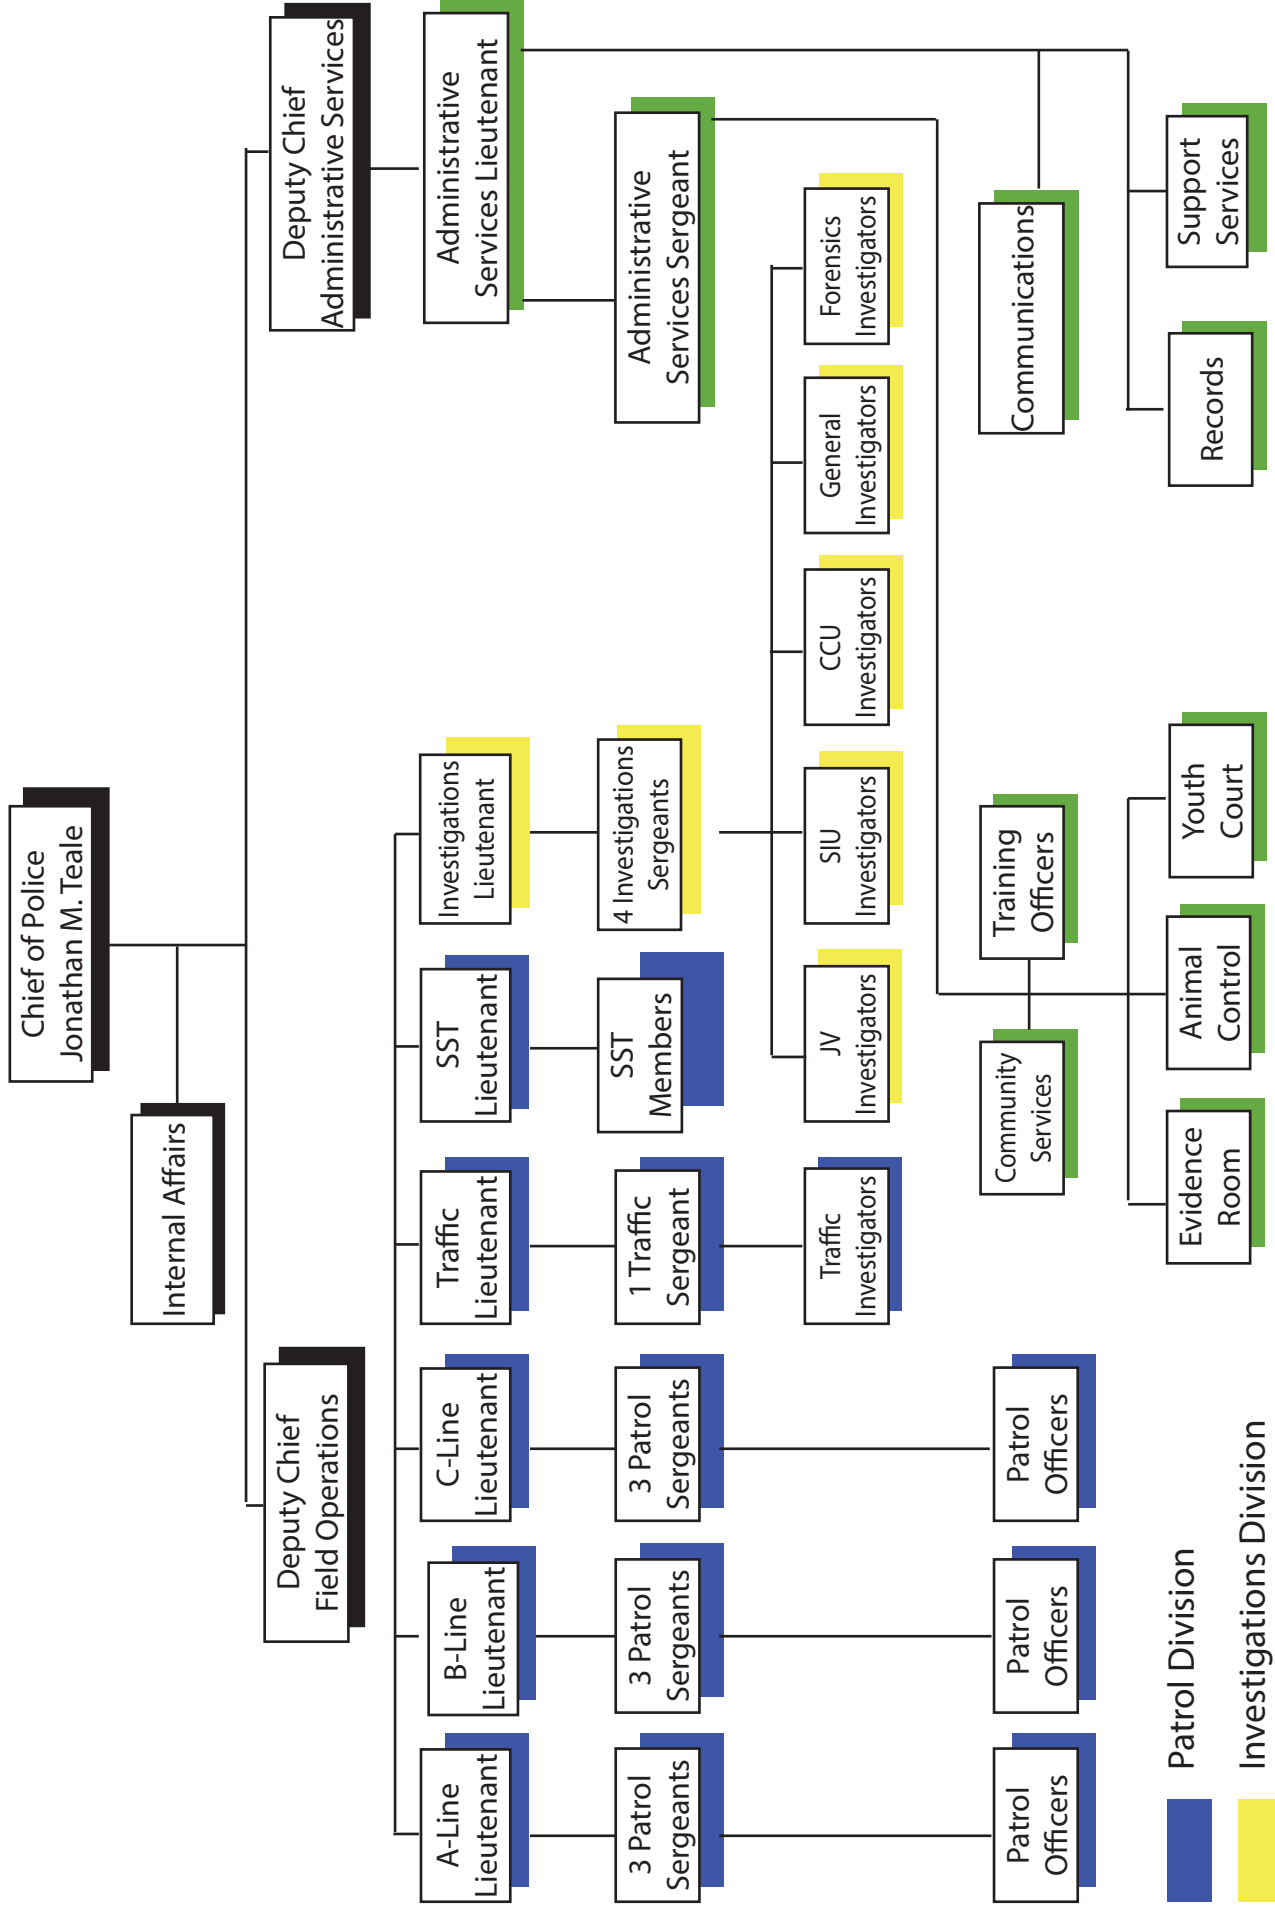 Chief of Police
Jonathan M. Teale
Internal Affairs
Deputy Chief
Field Operations
Deputy Chief
Administrative Services
A-Line
Lieutenant
B-Line
Lieutenant
C-Line
Lieutenant
Traffic
Lieutenant
SST
Lieutenant
Investigations
Lieutenant
Administrative
Services Lieutenant
3 Patrol
Sergeants
3 Patrol
Sergeants
3 Patrol
Sergeants
1 Traffic
Sergeant
SST
Members
4 Investigations
Sergeants
Administrative
Services Sergeant
Traffic
Investigators
JV
Investigators
SIU
Investigators
CCU
Investigators
General
Investigators
Forensics
Investigators
Patrol
Officers
Patrol
Officers
Patrol
Officers
Community
Services
Training
Officers
Communications
Evidence
Room
Animal
Control
Youth
Court
Records
Support
Services
Patrol Division
Investigations Division